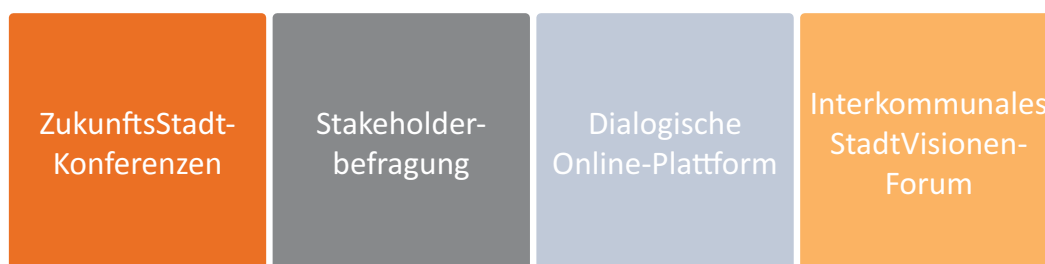 ZukunftsStadt-
Konferenzen
Stakeholder-
befragung
Dialogische
Online-Plattform
Interkommunales
StadtVisionen-
Forum